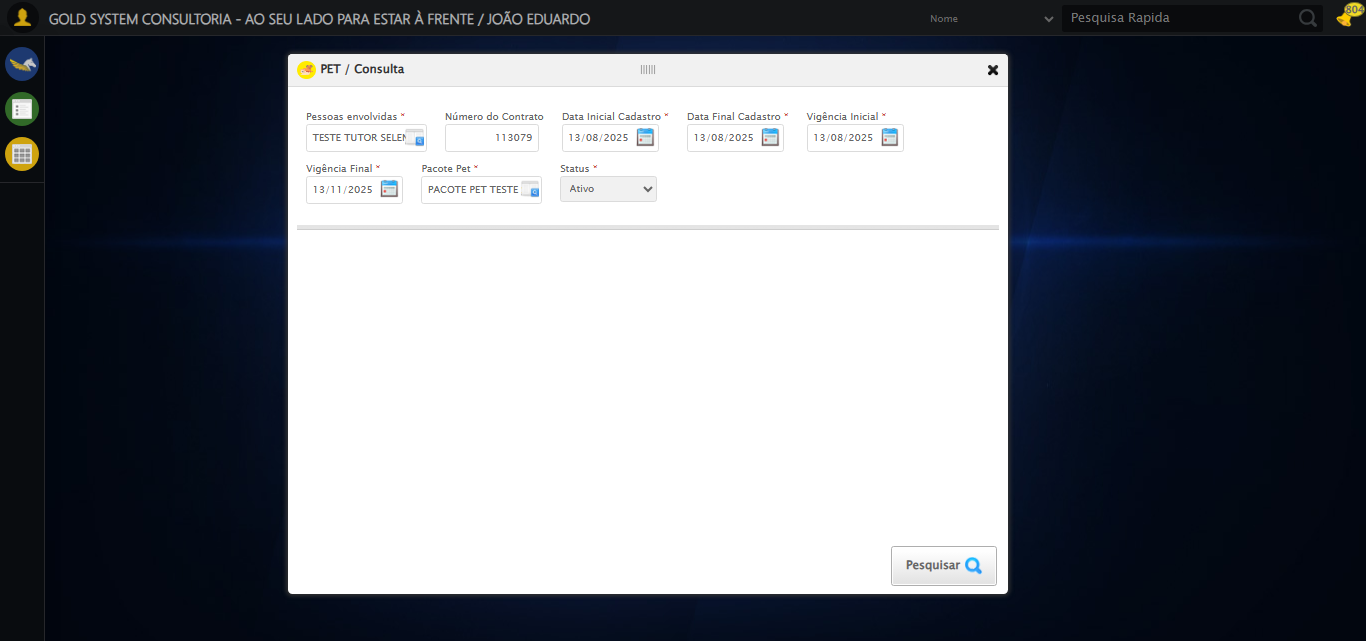 GOLD SYSTEM CONSULTORIA - AO SEU LADO PARA ESTAR À FRENTE / JOÃO EDUARDO
Nome
Pesquisa Rapida
804
PET / Consulta
Pessoas envolvidas * Número do Contrato Data Inicial Cadastro * Data Final Cadastro * Vigência Inicial *
TESTE TUTOR SELEN 113079 13/08/2025 13/08/2025 13/08/2025
Vigência Final * Pacote Pet * Status *
13/11/2025 PACOTE PET TESTE Ativo
Pesquisar